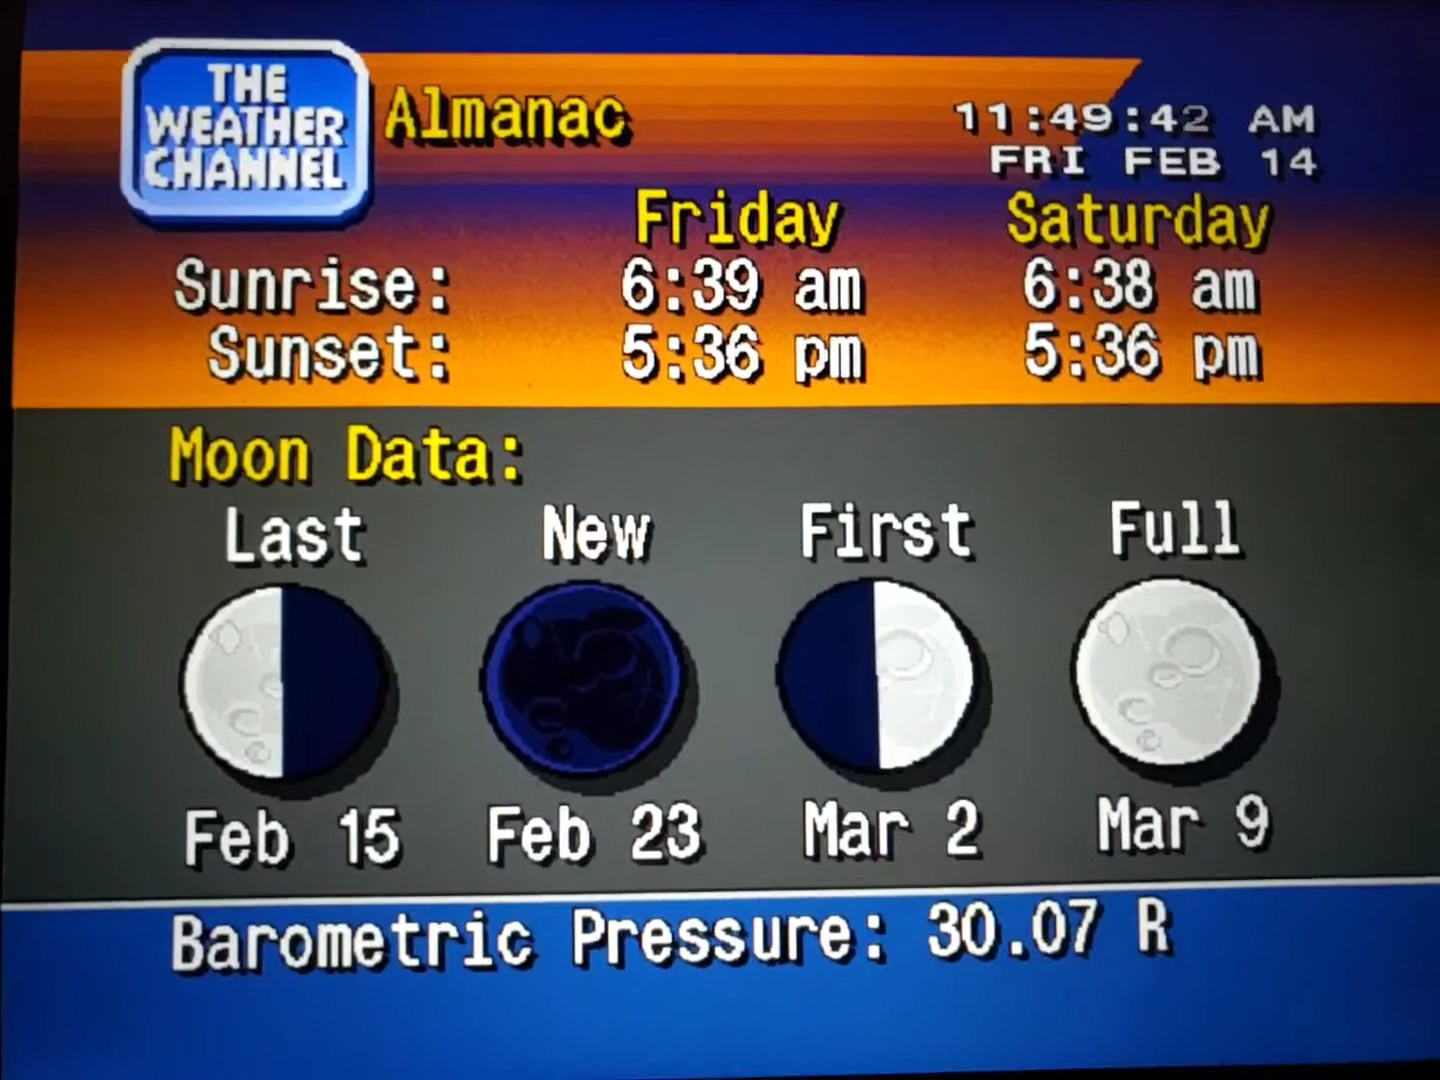 THE
WEATHER
CHANNEL
Almanac
11:49:42 AM
FRI FEB 14
Friday Saturday
Sunrise: 6:39 am 6:38 am
Sunset: 5:36 pm 5:36 pm
Moon Data:
Last New First Full
Feb 15 Feb 23 Mar 2 Mar 9
Barometric Pressure: 30.07 R